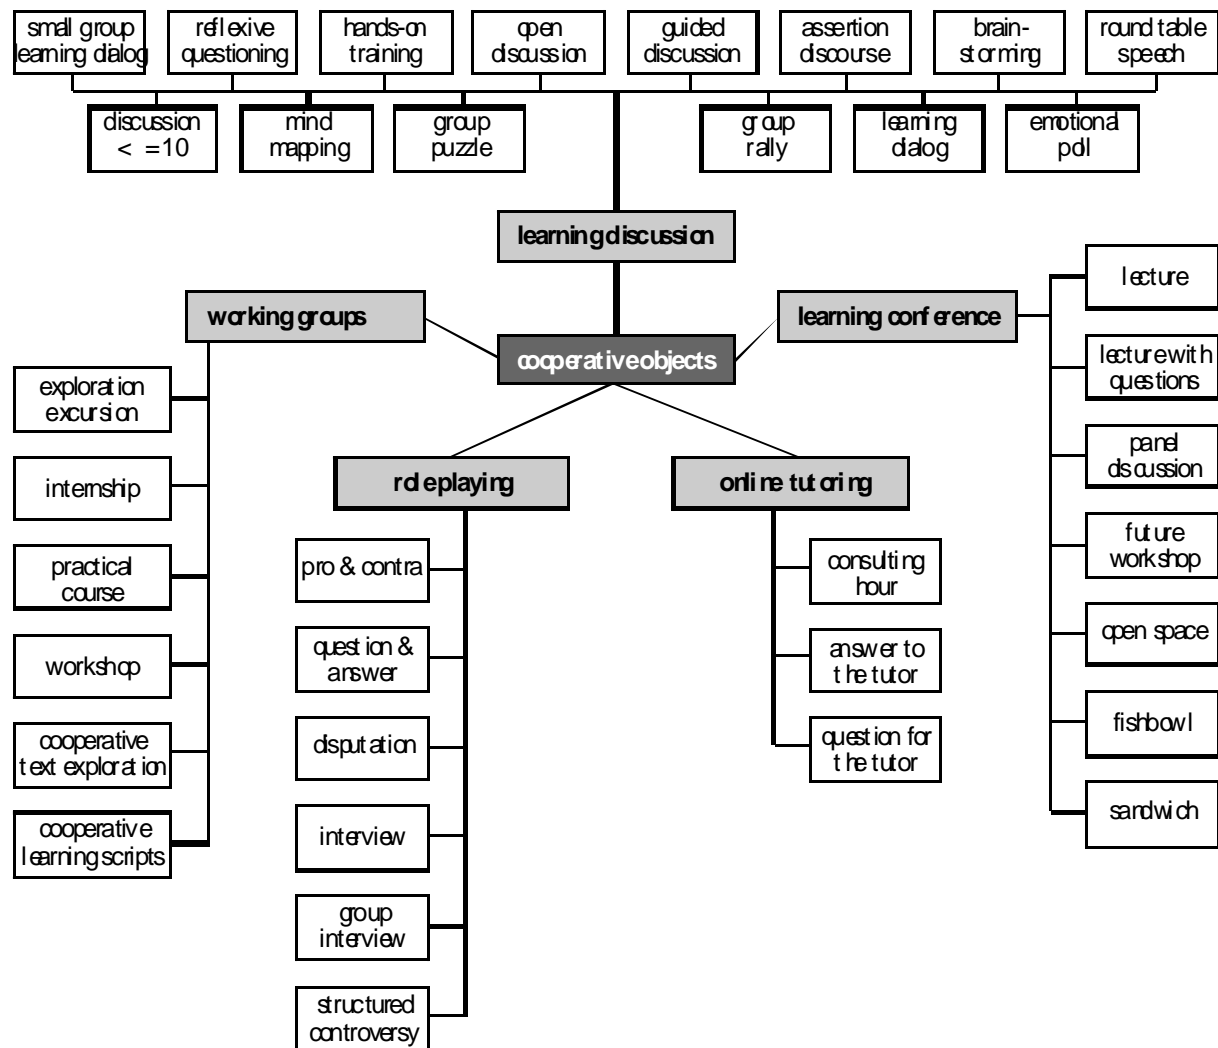 small group
learning dialog
reflexive
questioning
hands-on
training
open
discussion
guided
discussion
assertion
discourse
brain-
storming
round table
speech
discussion
< =10
mind
mapping
group
puzzle
group
rally
learning
dialog
emotional
poll
learning discussion
working groups
learning conference
cooperative objects
exploration
excursion
internship
practical
course
workshop
cooperative
text exploration
cooperative
learning scripts
role playing
pro & contra
question &
answer
disputation
interview
group
interview
structured
controversy
online tutoring
consulting
hour
answer to
the tutor
question for
the tutor
lecture
lecture with
questions
panel
discussion
future
workshop
open space
fishbowl
sandwich